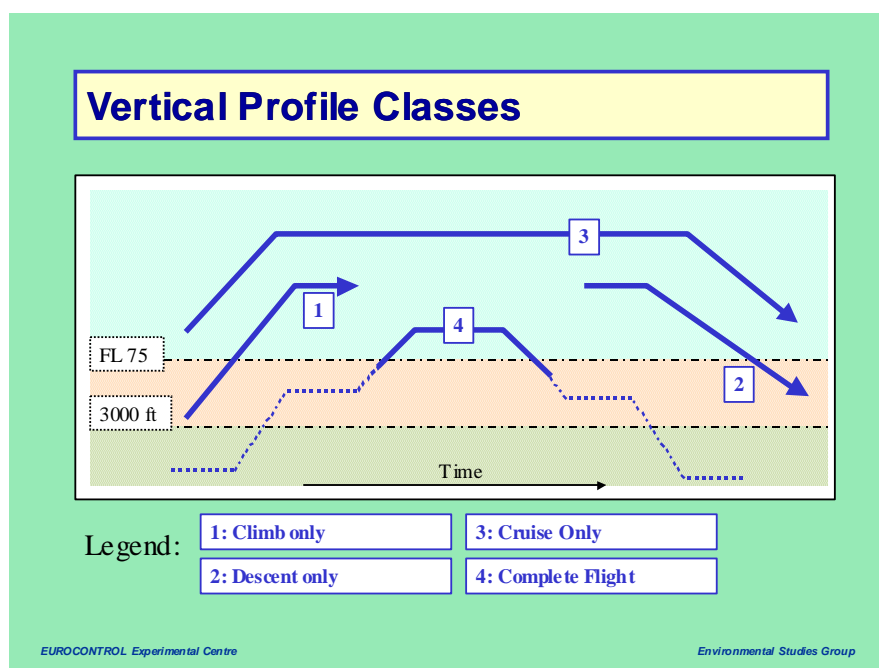 Vertical Profile Classes
3
1
4
FL 75
2
3000 ft
Time
Legend:
1: Climb only
3: Cruise Only
2: Descent only
4: Complete Flight
EUROCONTROL Experimental Centre
Environmental Studies Group